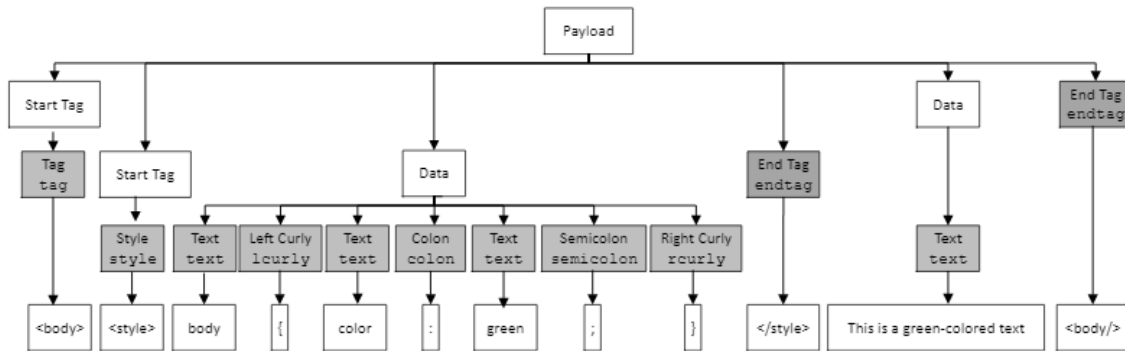 Payload
Start Tag
Data
End Tag
endtag
Tag
tag
Start Tag
Data
End Tag
endtag
Style
style
Text
text
Left Curly
lcurly
Text
text
Colon
colon
Text
text
Semicolon
semicolon
Right Curly
rcurly
Text
text
<body>
<style>
body
{
color
:
green
;
}
</style>
This is a green-colored text
<body/>